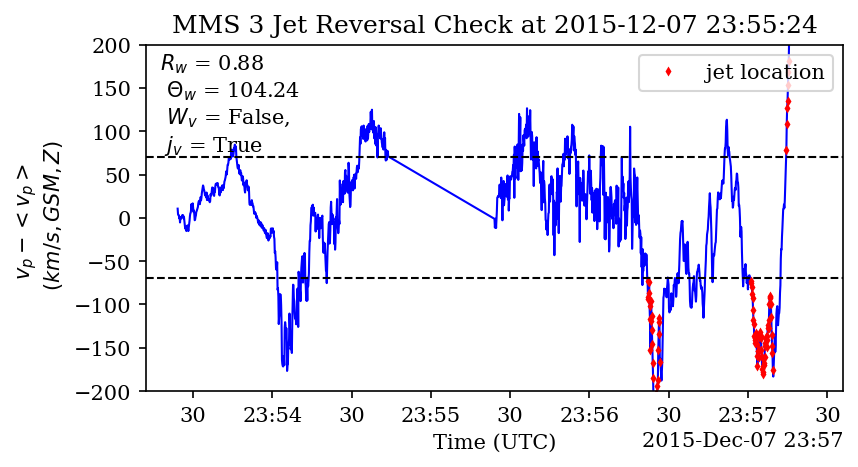 MMS 3 Jet Reversal Check at 2015-12-07 23:55:24
R_w = 0.88
Θ_w = 104.24
W_v = False,
j_v = True
jet location
200
150
100
50
0
−50
−100
−150
−200
v_p − < v_p >
(km/s, GSM, Z)
30 23:54 30 23:55 30 23:56 30 23:57 30
Time (UTC)
2015-Dec-07 23:57